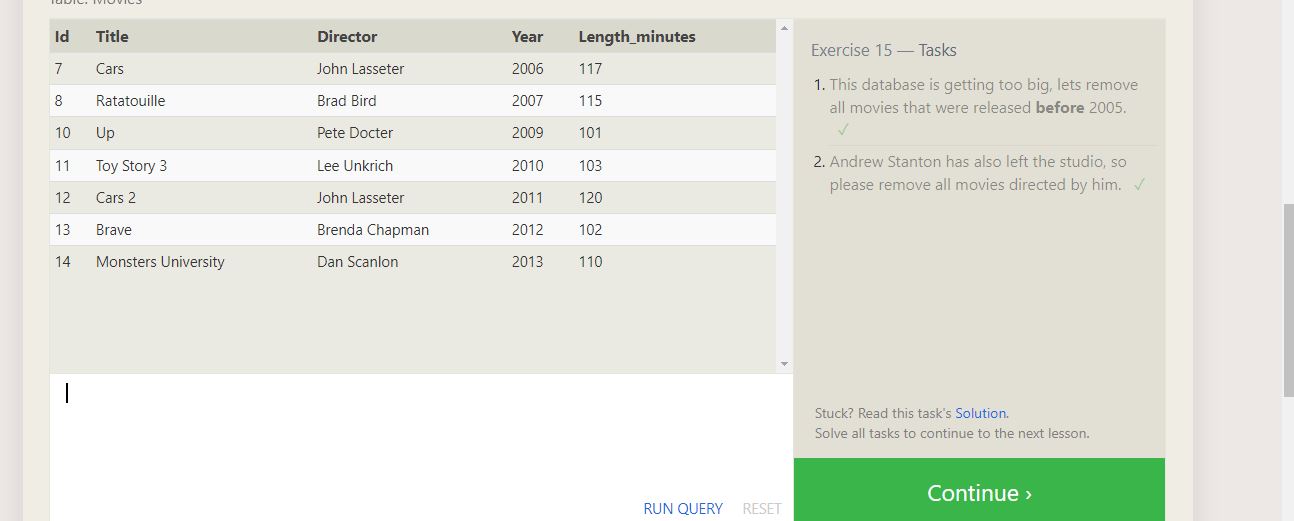 Table: Movies
Id Title Director Year Length_minutes
7 Cars John Lasseter 2006 117
8 Ratatouille Brad Bird 2007 115
10 Up Pete Docter 2009 101
11 Toy Story 3 Lee Unkrich 2010 103
12 Cars 2 John Lasseter 2011 120
13 Brave Brenda Chapman 2012 102
14 Monsters University Dan Scanlon 2013 110
RUN QUERY RESET
Exercise 15 — Tasks
1. This database is getting too big, lets remove
all movies that were released before 2005.
✓
2. Andrew Stanton has also left the studio, so
please remove all movies directed by him. ✓
Stuck? Read this task's Solution.
Solve all tasks to continue to the next lesson.
Continue ›